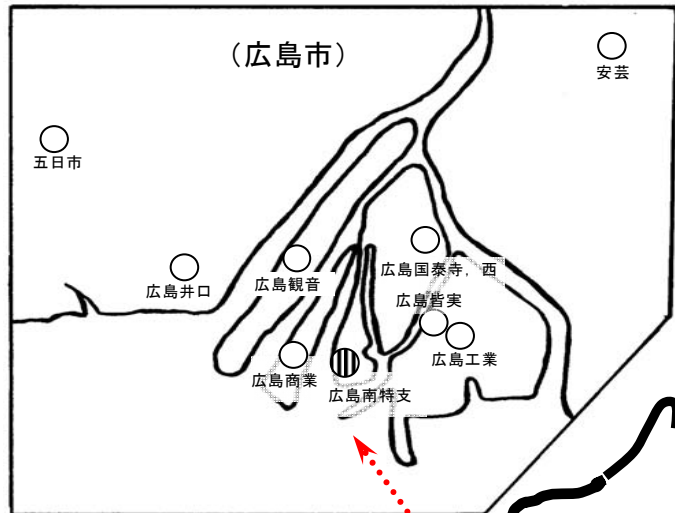 （広島市）
安芸
五日市
広島井口
広島観音
広島国泰寺，西
広島皆実
広島工業
広島商業
広島南特支